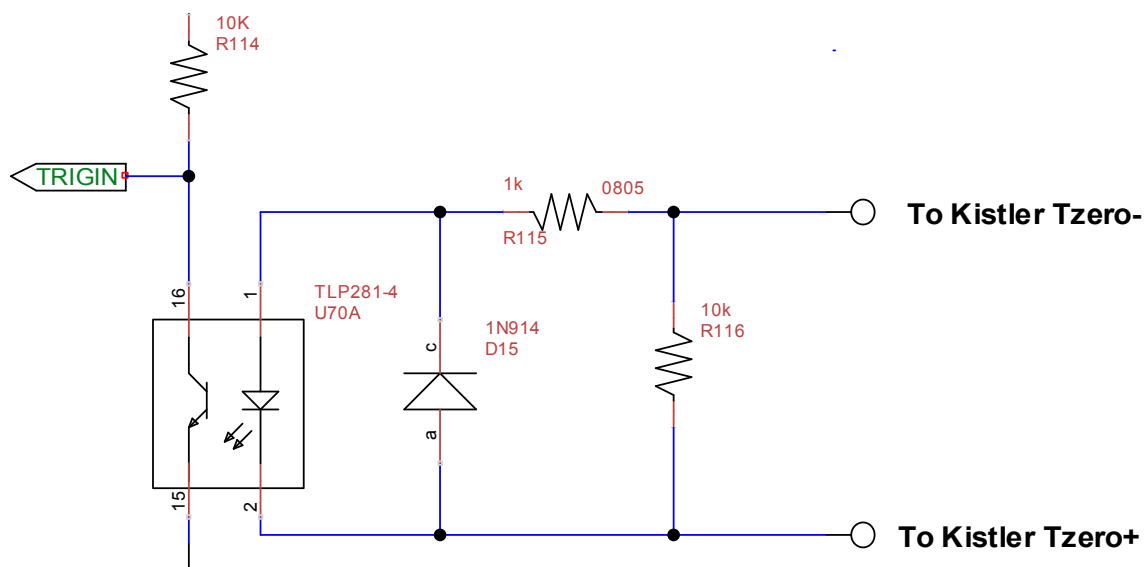 10K
R114
TRIGIN
1k
0805
R115
To Kistler Tzero-
16
1
TLP281-4
U70A
1N914
D15
c
10k
R116
a
15
2
To Kistler Tzero+